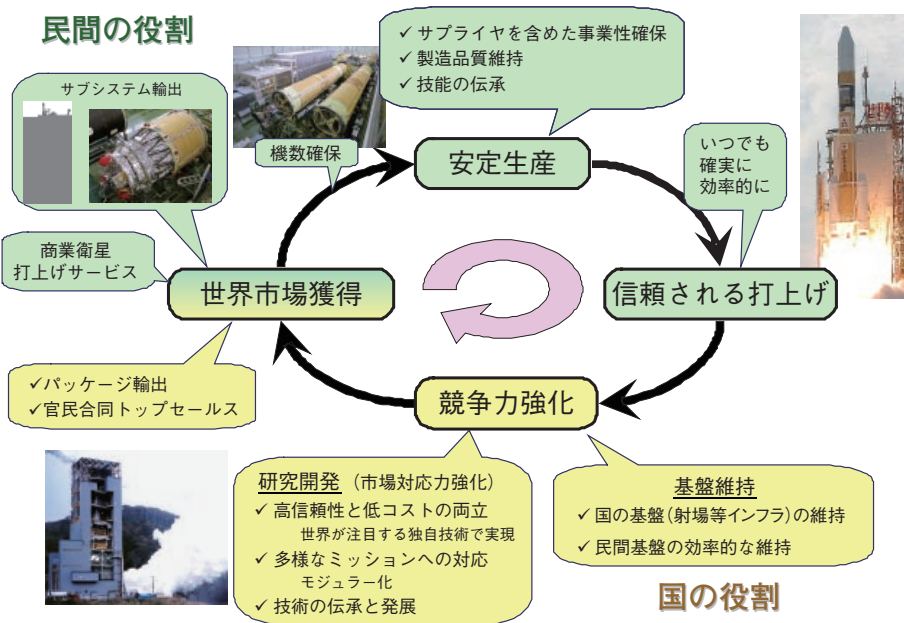 民間の役割
サブシステム輸出
✓サプライヤを含めた事業性確保
✓製造品質維持
✓技能の伝承
機数確保
安定生産
いつでも
確実に
効率的に
商業衛星
打上げサービス
世界市場獲得
信頼される打上げ
✓パッケージ輸出
✓官民合同トップセールス
競争力強化
研究開発（市場対応力強化）
✓高信頼性と低コストの両立
世界が注目する独自技術で実現
✓多様なミッションへの対応
モジュラー化
✓技術の伝承と発展
基盤維持
✓国の基盤（射場等インフラ）の維持
✓民間基盤の効率的な維持
国の役割